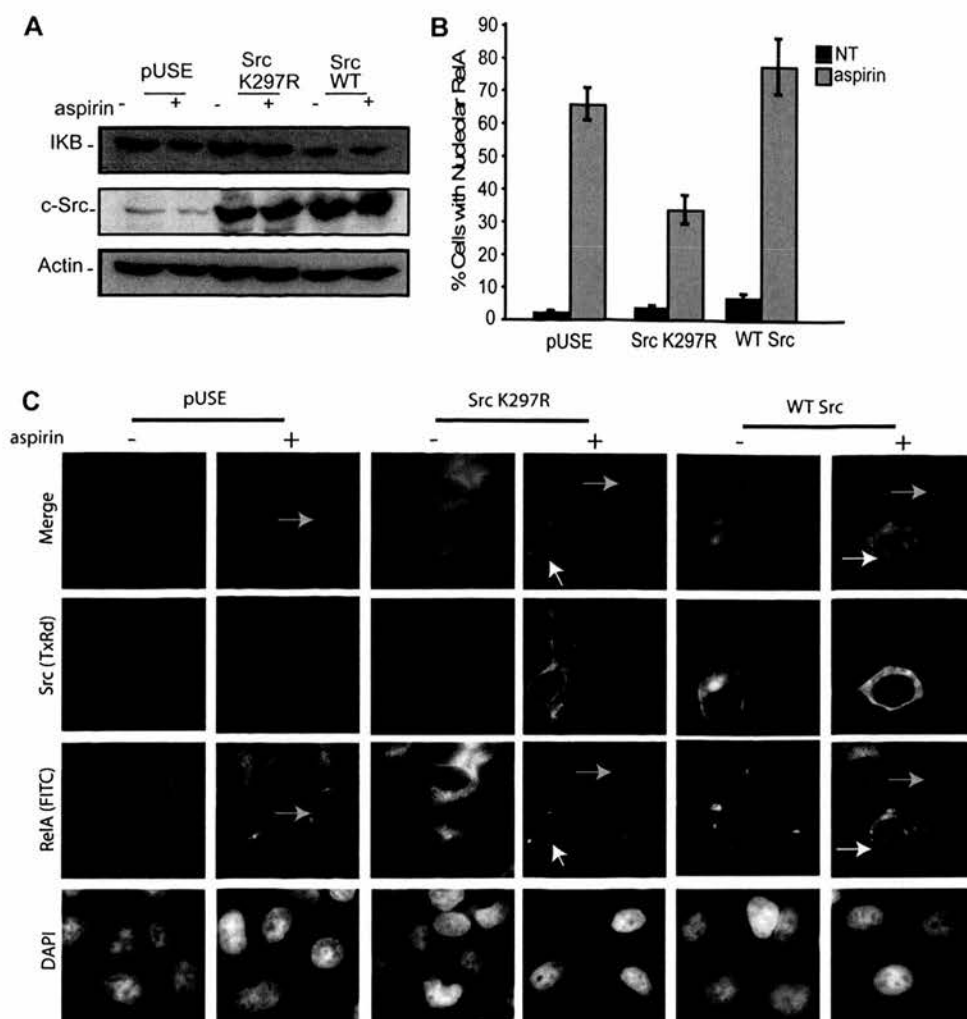 A
pUSE
Src K297R
Src WT
aspirin - + - + - +
IKB -
c-Src-
Actin -
B
% Cells with Nucleolar RelA
90
80
70
60
50
40
30
20
10
0
NT
aspirin
pUSE Src K297R WT Src
C
pUSE Src K297R WT Src
aspirin - + - + - +
Merge
Src (TxRd)
RelA (FITC)
DAPI